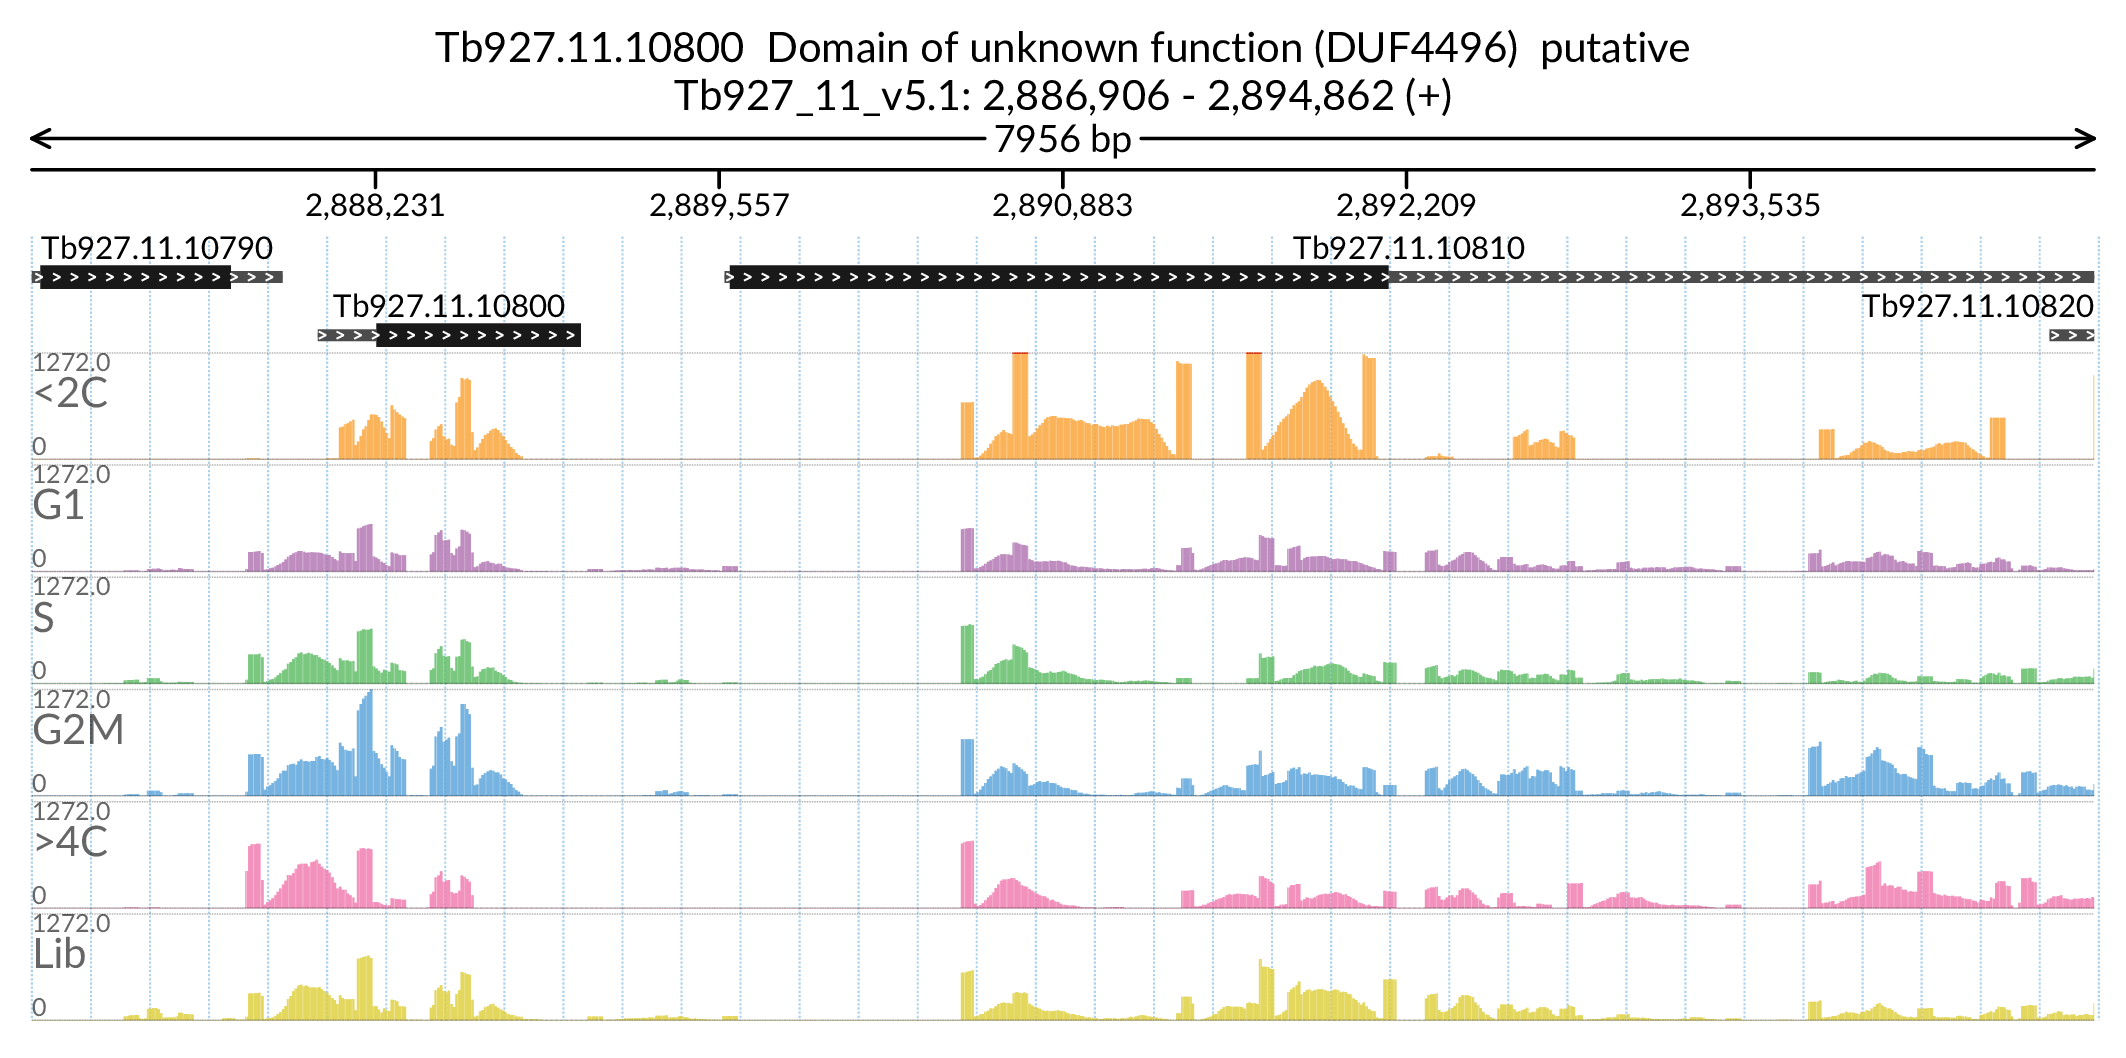 Tb927.11.10800  Domain of unknown function (DUF4496)  putative
Tb927_11_v5.1: 2,886,906 - 2,894,862 (+)
7956 bp
2,888,231 2,889,557 2,890,883 2,892,209 2,893,535
Tb927.11.10790 Tb927.11.10810
Tb927.11.10800 Tb927.11.10820
1272.0
<2C
0
1272.0
G1
0
1272.0
S
0
1272.0
G2M
0
1272.0
>4C
0
1272.0
Lib
0